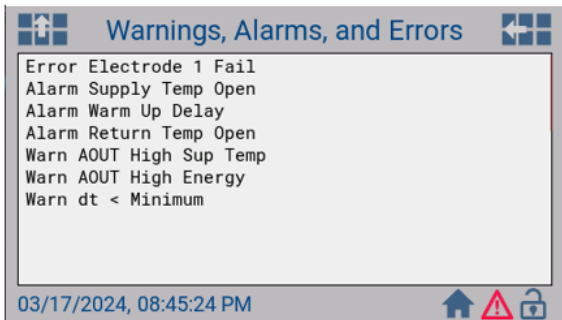 Warnings, Alarms, and Errors
Error Electrode 1 Fail
Alarm Supply Temp Open
Alarm Warm Up Delay
Alarm Return Temp Open
Warn AOUT High Sup Temp
Warn AOUT High Energy
Warn dt < Minimum
03/17/2024, 08:45:24 PM